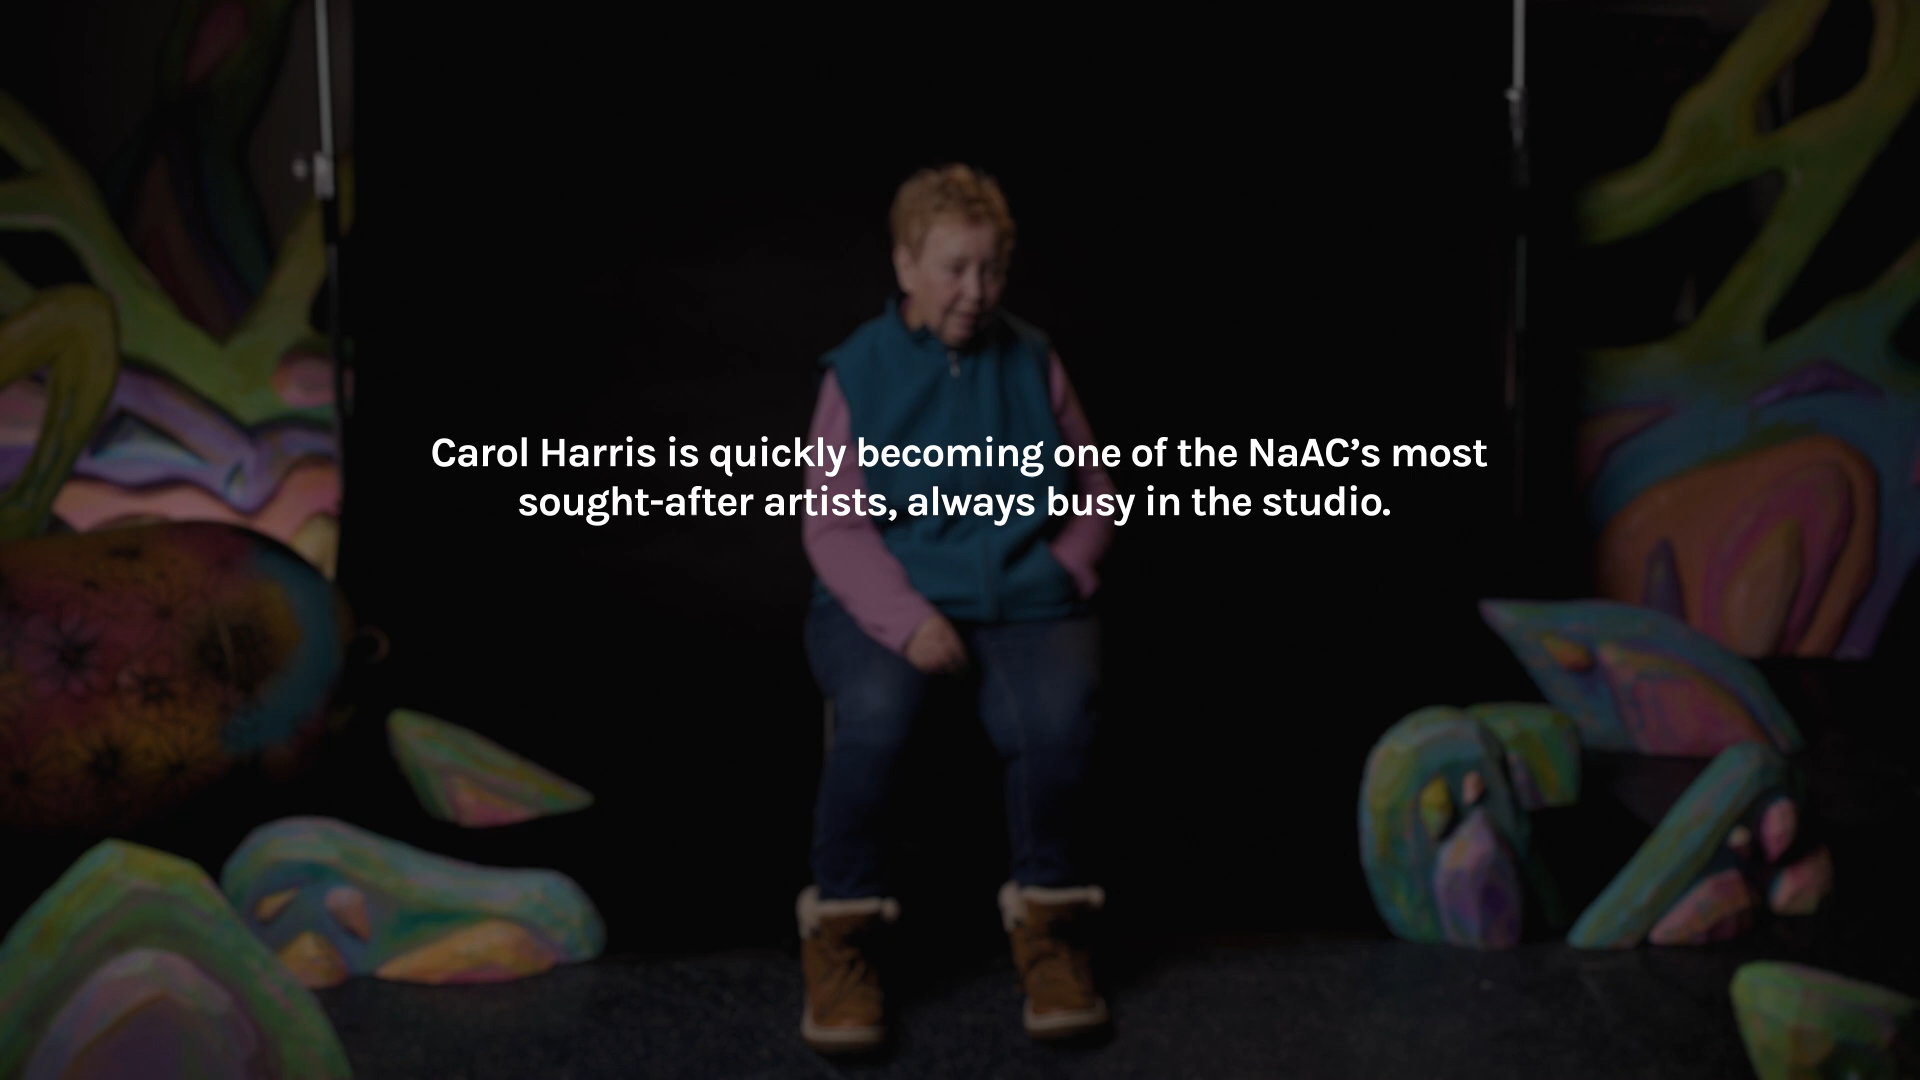 Carol Harris is quickly becoming one of the NaAC’s most
sought-after artists, always busy in the studio.